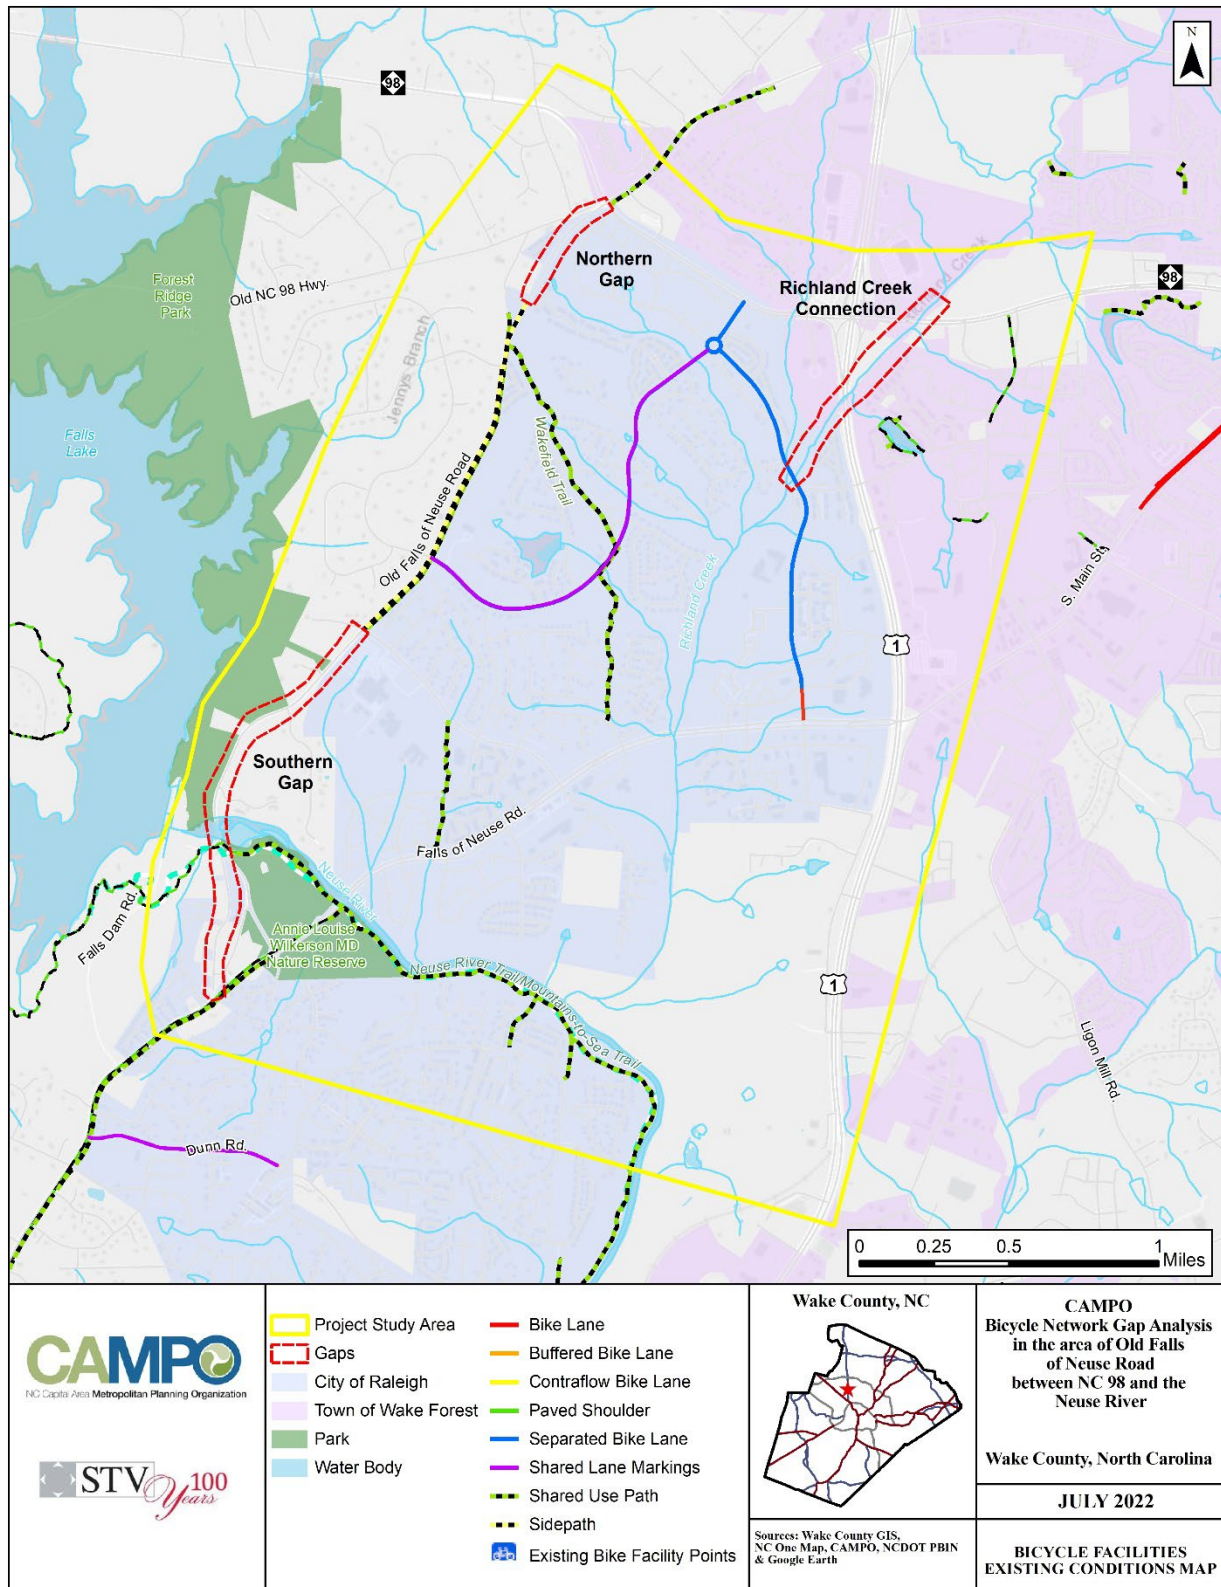 N
98
Northern
Gap
Richland Creek
Connection
Richland Creek
98
Forest
Ridge
Park
Old NC 98 Hwy.
Jennys Branch
Falls
Lake
Wakefield Trail
Old Falls of Neuse Road
Richland Creek
S. Main St.
1
Southern
Gap
Falls of Neuse Rd.
Neuse River
Falls Dam Rd.
Annie Louise
Wilkerson MD
Nature Reserve
Neuse River Trail/Mountains-to-Sea Trail
1
Ligon Mill Rd.
Dunn Rd.
0 0.25 0.5 1
Miles
CAMPO
NC Capital Area Metropolitan Planning Organization
STV 100
Years
Project Study Area
Gaps
City of Raleigh
Town of Wake Forest
Park
Water Body
Bike Lane
Buffered Bike Lane
Contraflow Bike Lane
Paved Shoulder
Separated Bike Lane
Shared Lane Markings
Shared Use Path
Sidepath
Existing Bike Facility Points
Wake County, NC
Sources: Wake County GIS,
NC One Map, CAMPO, NCDOT PBIN
& Google Earth
CAMPO
Bicycle Network Gap Analysis
in the area of Old Falls
of Neuse Road
between NC 98 and the
Neuse River
Wake County, North Carolina
JULY 2022
BICYCLE FACILITIES
EXISTING CONDITIONS MAP